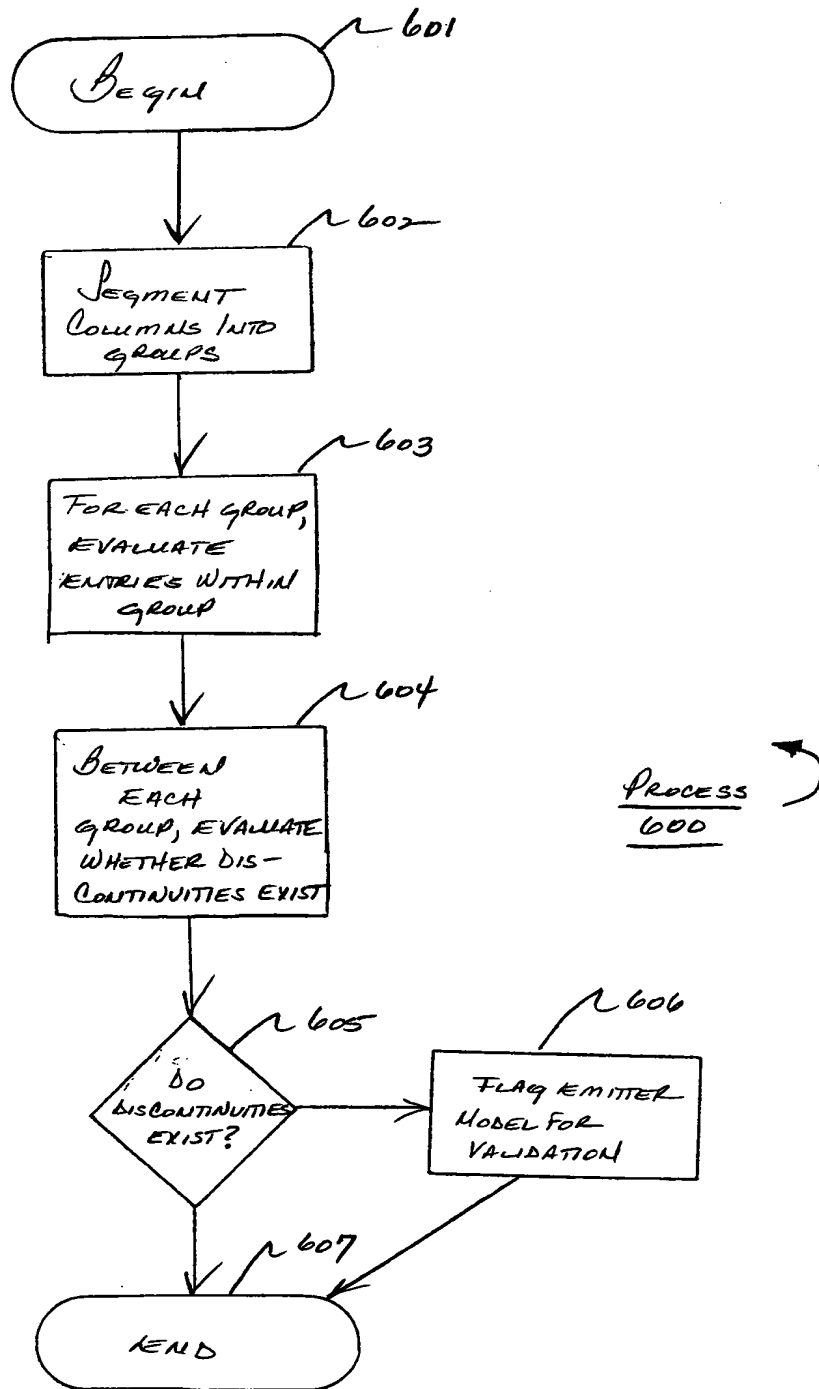 601
Begin
602
Segment
Columns Into
Groups
603
For Each Group,
Evaluate
Entries Within
Group
604
Between
Each
Group, Evaluate
Whether Dis-
continuities Exist
Process
600
605
Do
Discontinuities
Exist?
606
Flag Emitter
Model For
Validation
607
End